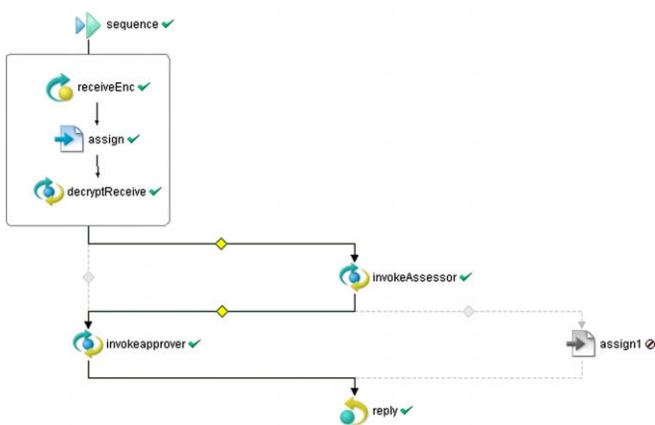 sequence
receiveEnc
assign
decryptReceive
invokeAssessor
invokeapprover
assign1
reply